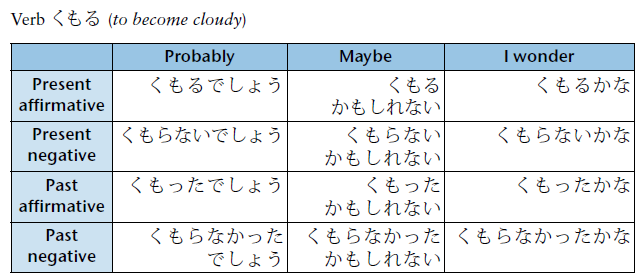 Verb くもる (to become cloudy)
Probably Maybe I wonder
Present affirmative くもるでしょう くもる かもしれない くもるかな
Present negative くもらないでしょう くもらない かもしれない くもらないかな
Past affirmative くもったでしょう くもった かもしれない くもったかな
Past negative くもらなかった でしょう くもらなかった かもしれない くもらなかったかな